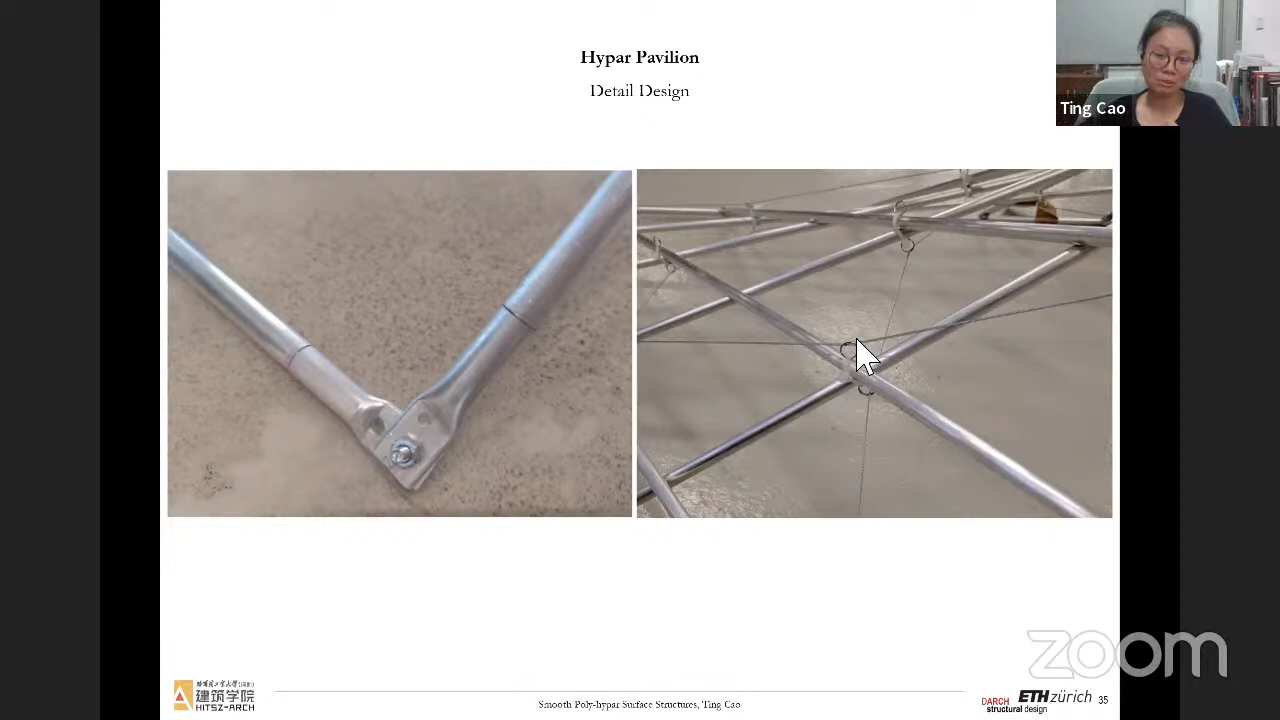 Hypar Pavilion
Detail Design
Ting Cao
zoom
建筑学院
HITSZ-ARCH
Smooth Poly-hypar Surface Structures, Ting Cao
DARCH ETH zürich 35
structural design